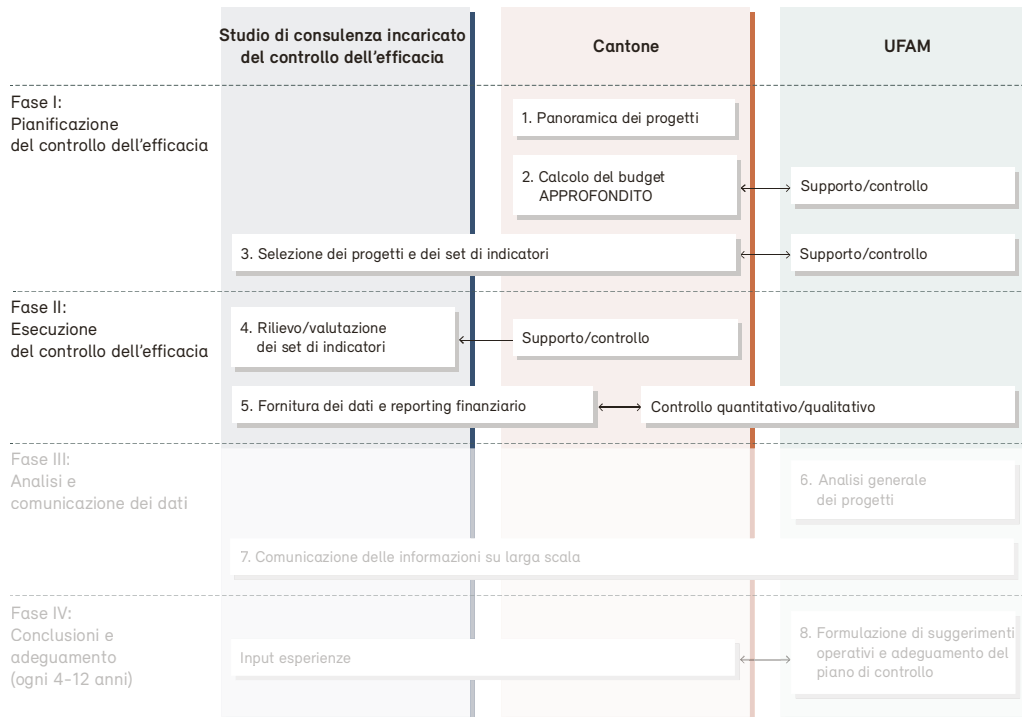 Studio di consulenza incaricato
del controllo dell'efficacia
Cantone
UFAM
Fase I:
Pianificazione
del controllo dell'efficacia
1. Panoramica dei progetti
2. Calcolo del budget
APPROFONDITO
Supporto/controllo
3. Selezione dei progetti e dei set di indicatori
Supporto/controllo
Fase II:
Esecuzione
del controllo dell'efficacia
4. Rilievo/valutazione
dei set di indicatori
Supporto/controllo
5. Fornitura dei dati e reporting finanziario
Controllo quantitativo/qualitativo
Fase III:
Analisi e
comunicazione dei dati
6. Analisi generale
dei progetti
7. Comunicazione delle informazioni su larga scala
Fase IV:
Conclusioni e
adeguamento
(ogni 4-12 anni)
Input esperienze
8. Formulazione di suggerimenti
operativi e adeguamento del
piano di controllo